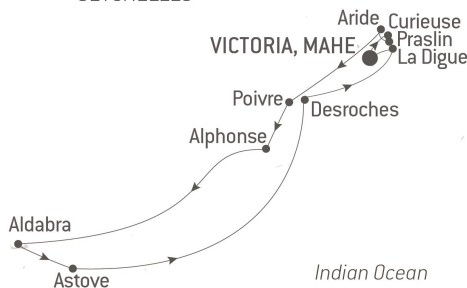 Aride
Curieuse
Praslin
VICTORIA, MAHE
La Digue
Poivre
Desroches
Alphonse
Aldabra
Astove
Indian Ocean